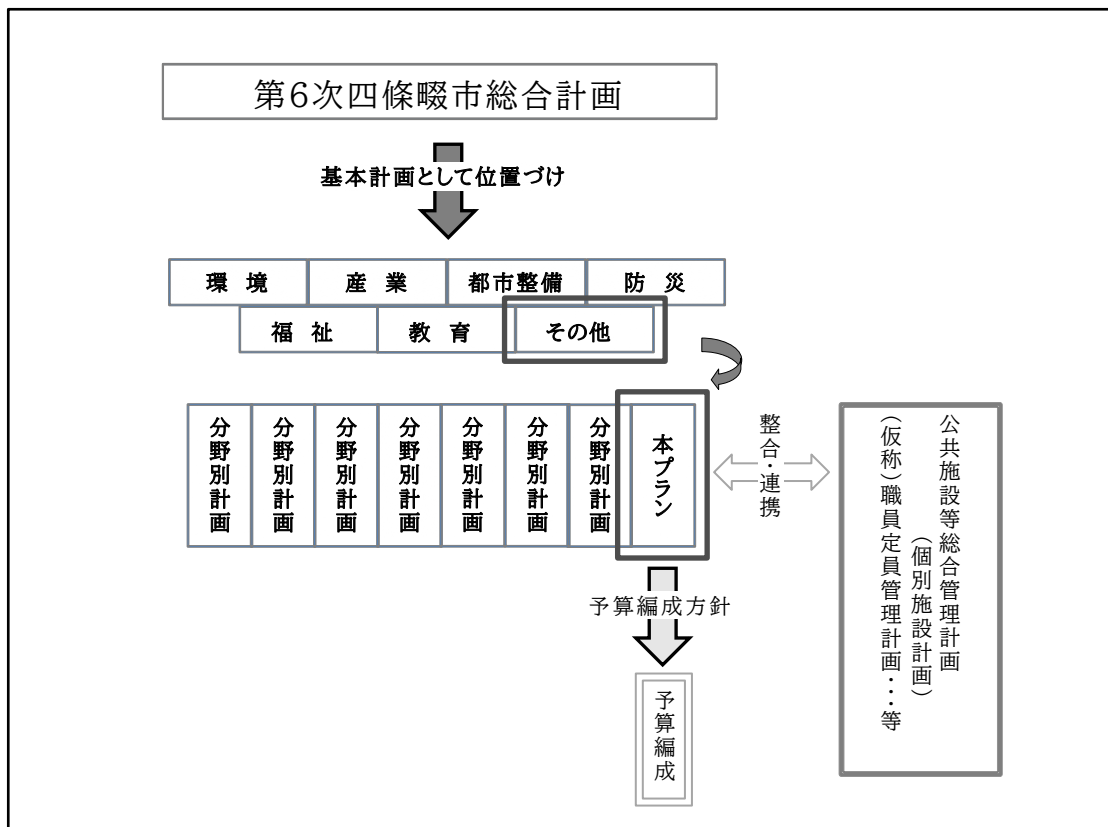 第6次四條畷市総合計画
基本計画として位置づけ
環 境
産 業
都市整備
防 災
福 祉
教 育
その他
分野別計画
分野別計画
分野別計画
分野別計画
分野別計画
分野別計画
分野別計画
本プラン
整合・連携
公共施設等総合管理計画
（個別施設計画）
（仮称）職員定員管理計画・・・等
予算編成方針
予算編成